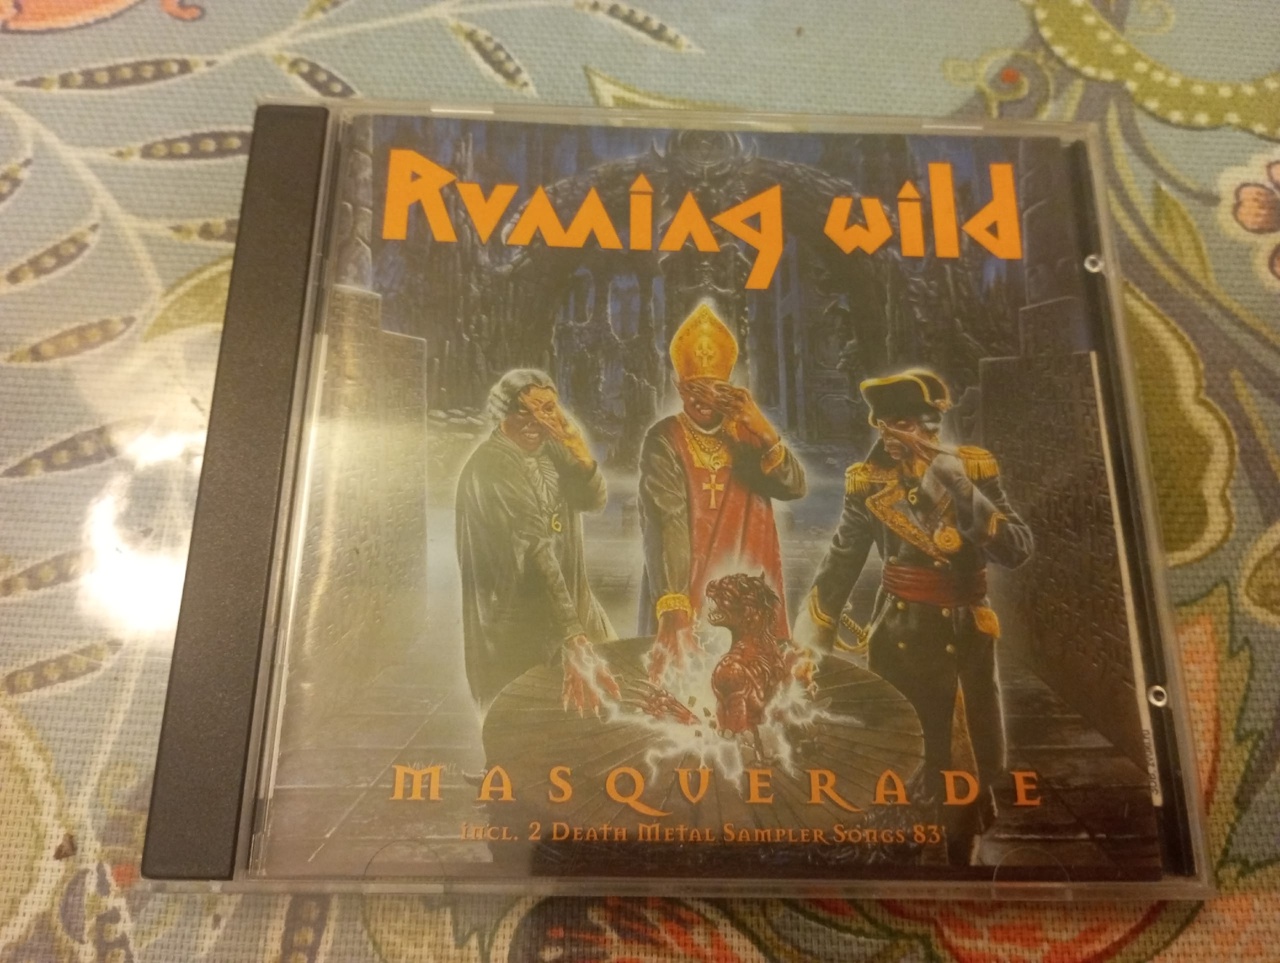 Running Wild
MASQUERADE
incl. 2 Death Metal Sampler Songs 83'